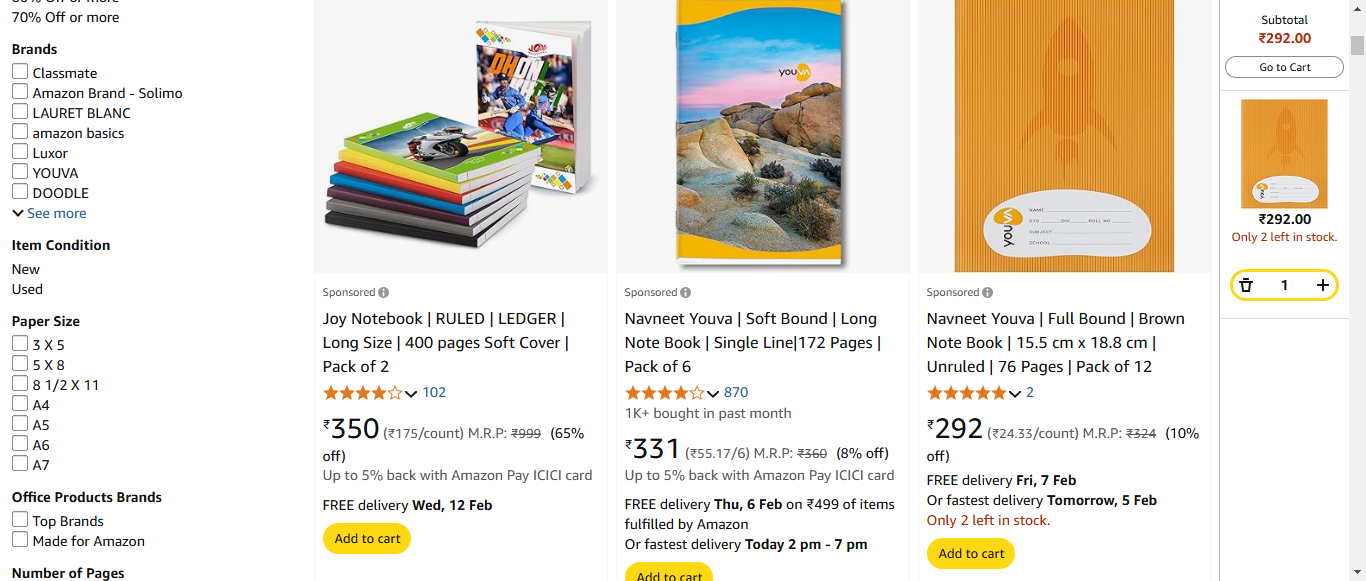 70% Off or more
Brands
Classmate
Amazon Brand - Solimo
LAURET BLANC
amazon basics
Luxor
YOUVA
DOODLE
See more
Item Condition
New
Used
Paper Size
3 X 5
5 X 8
8 1/2 X 11
A4
A5
A6
A7
Office Products Brands
Top Brands
Made for Amazon
Number of Pages
Sponsored
Joy Notebook | RULED | LEDGER |
Long Size | 400 pages Soft Cover |
Pack of 2
102
₹350 (₹175/count) M.R.P: ₹999 (65%
off)
Up to 5% back with Amazon Pay ICICI card
FREE delivery Wed, 12 Feb
Add to cart
YOUVA
Sponsored
Navneet Youva | Soft Bound | Long
Note Book | Single Line|172 Pages |
Pack of 6
870
1K+ bought in past month
₹331 (₹55.17/6) M.R.P: ₹360 (8% off)
Up to 5% back with Amazon Pay ICICI card
FREE delivery Thu, 6 Feb on ₹499 of items
fulfilled by Amazon
Or fastest delivery Today 2 pm - 7 pm
Add to cart
YOUVA
NAME
STD. DIV. ROLL NO
SUBJECT
SCHOOL
Sponsored
Navneet Youva | Full Bound | Brown
Note Book | 15.5 cm x 18.8 cm |
Unruled | 76 Pages | Pack of 12
2
₹292 (₹24.33/count) M.R.P: ₹324 (10%
off)
FREE delivery Fri, 7 Feb
Or fastest delivery Tomorrow, 5 Feb
Only 2 left in stock.
Add to cart
Subtotal
₹292.00
Go to Cart
₹292.00
Only 2 left in stock.
1